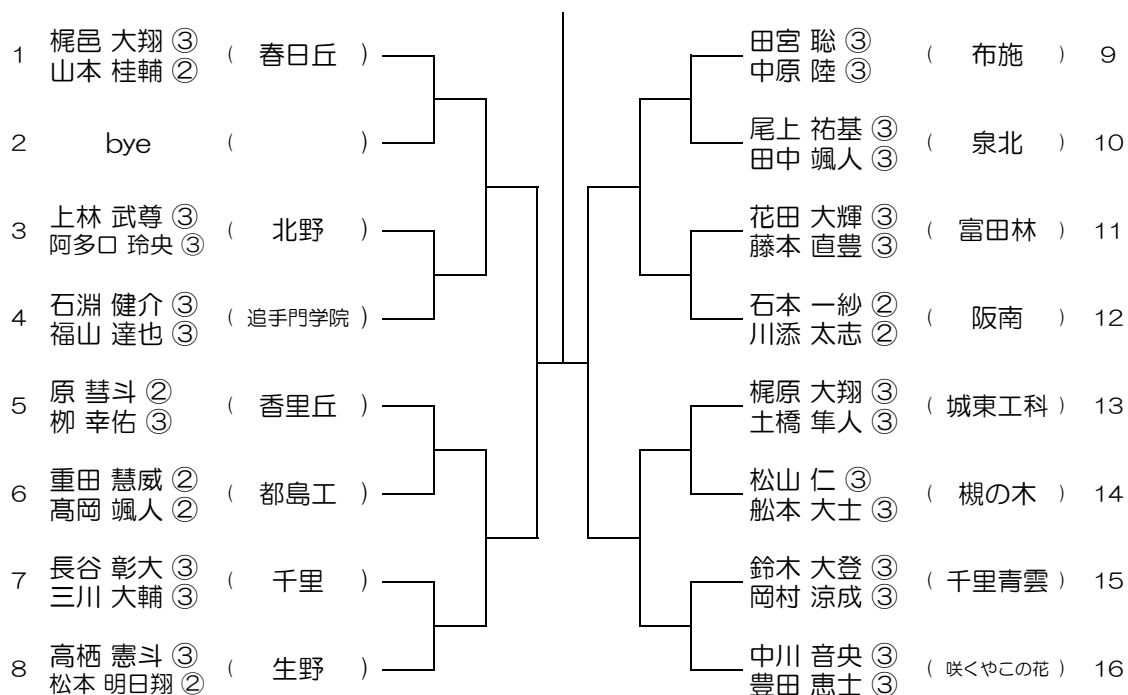 1 梶邑 大翔 ③ ( 春日丘 )
山本 桂輔 ②
2 bye ( )
3 上林 武尊 ③ ( 北野 )
阿多口 玲央 ③
4 石淵 健介 ③ ( 追手門学院 )
福山 達也 ③
5 原 彗斗 ② ( 香里丘 )
栁 幸佑 ③
6 重田 慧威 ② ( 都島工 )
髙岡 颯人 ②
7 長谷 彰大 ③ ( 千里 )
三川 大輔 ③
8 高栖 憲斗 ③ ( 生野 )
松本 明日翔 ②
田宮 聡 ③ ( 布施 ) 9
中原 陸 ③
尾上 祐基 ③ ( 泉北 ) 10
田中 颯人 ③
花田 大輝 ③ ( 富田林 ) 11
藤本 直豊 ③
石本 一紗 ② ( 阪南 ) 12
川添 太志 ②
梶原 大翔 ③ ( 城東工科 ) 13
土橋 隼人 ③
松山 仁 ③ ( 槻の木 ) 14
舩本 大士 ③
鈴木 大登 ③ ( 千里青雲 ) 15
岡村 涼成 ③
中川 音央 ③ ( 咲くやこの花 ) 16
豊田 恵士 ③